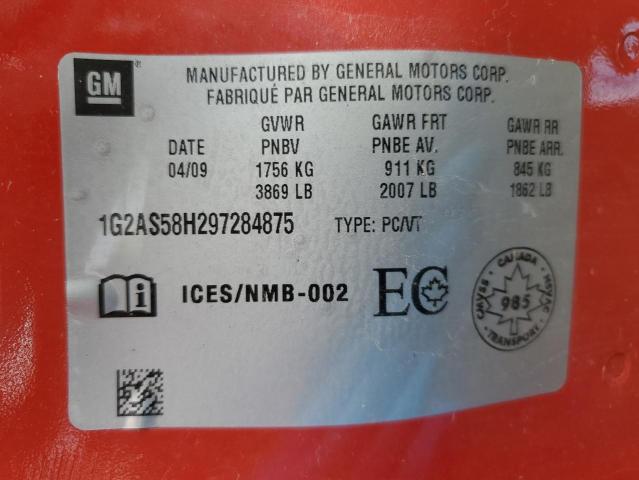 GM ®
MANUFACTURED BY GENERAL MOTORS CORP.
FABRIQUÉ PAR GENERAL MOTORS CORP.
GVWR GAWR FRT GAWR RR
DATE PNBV PNBE AV. PNBE ARR.
04/09 1756 KG 911 KG 845 KG
3869 LB 2007 LB 1862 LB
1G2AS58H297284875 TYPE: PC/VT
i ICES/NMB-002 EC
CANADA
CMVSS 985 NSVAC
TRANSPORT